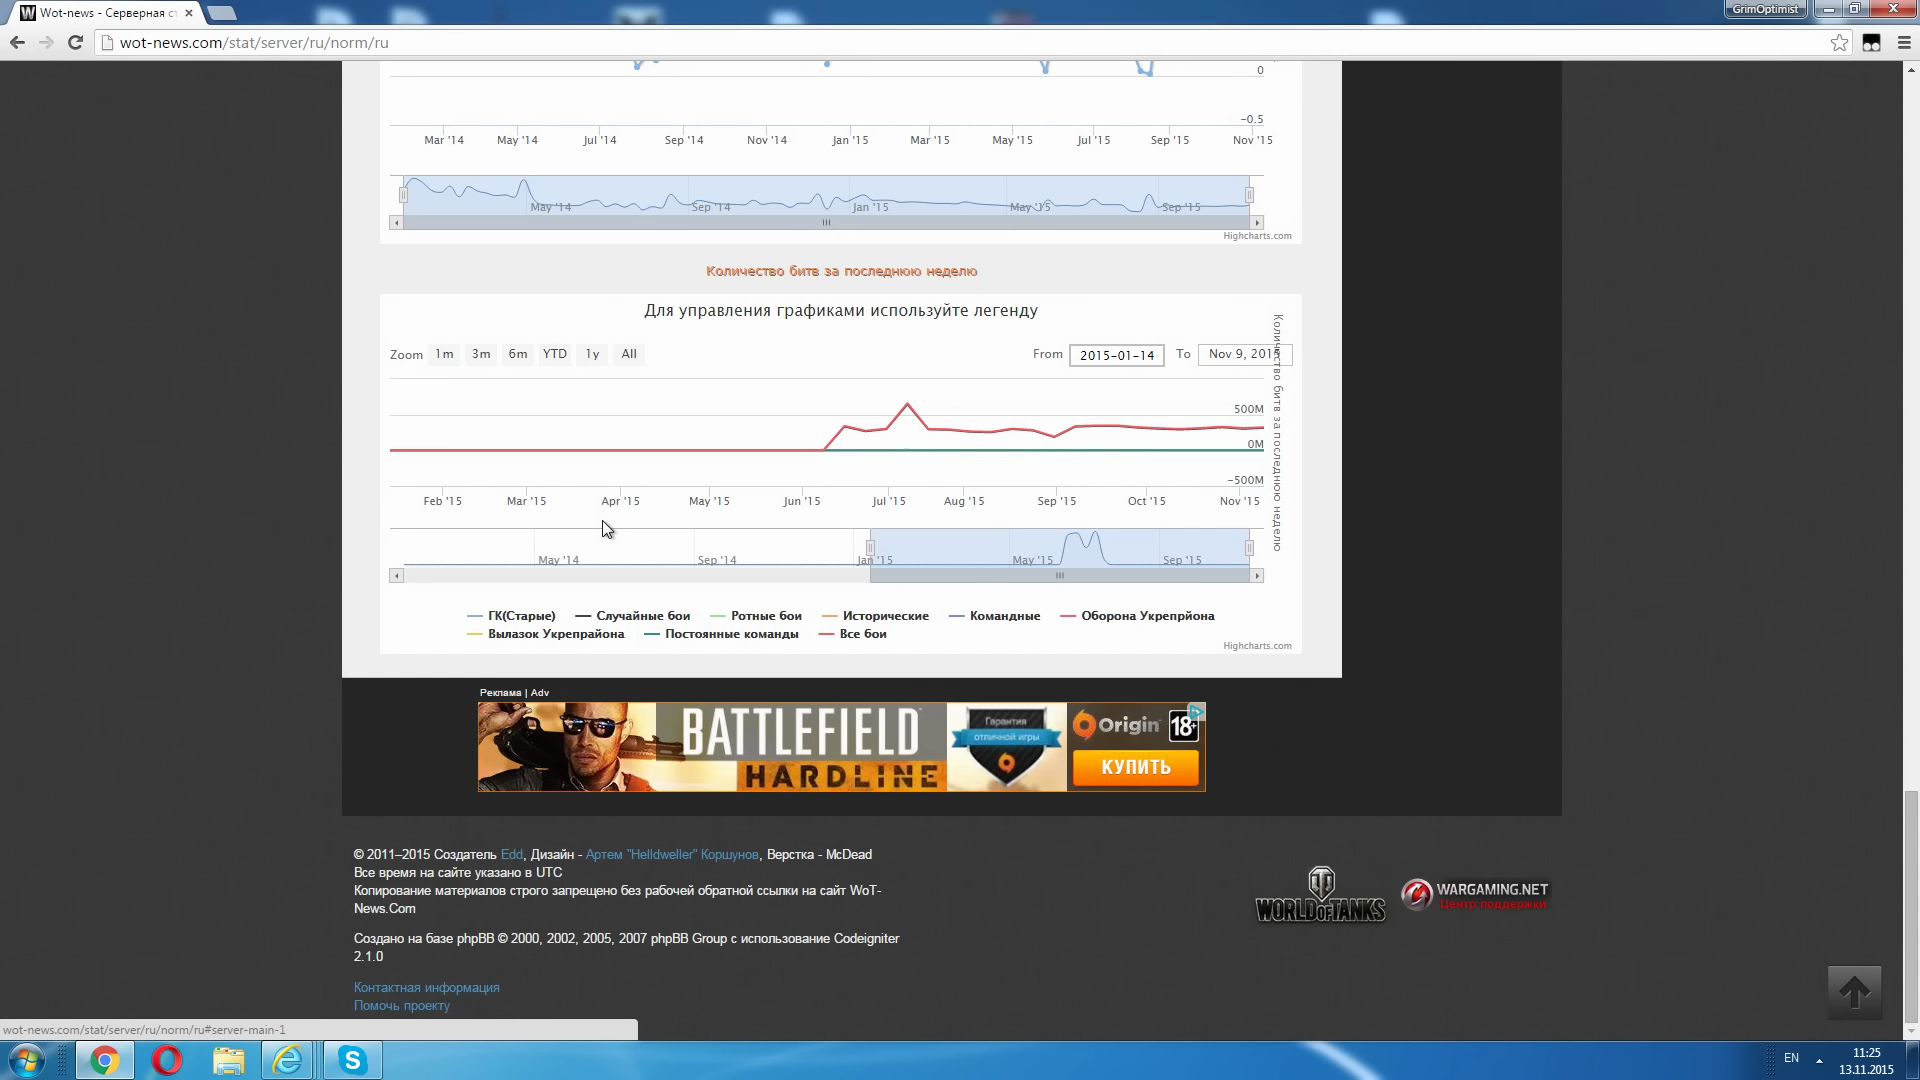 Wot-news - Серверная ст
GrimOptimist
wot-news.com/stat/server/ru/norm/ru
0
-0.5
Mar '14 May '14 Jul '14 Sep '14 Nov '14 Jan '15 Mar '15 May '15 Jul '15 Sep '15 Nov '15
May '14 Sep '14 Jan '15 May '15 Sep '15
Highcharts.com
Количество битв за последнюю неделю
Для управления графиками используйте легенду
Zoom 1m 3m 6m YTD 1y All From 2015-01-14 To Nov 9, 2015
Количество битв за последнюю неделю
500M
0M
-500M
Feb '15 Mar '15 Apr '15 May '15 Jun '15 Jul '15 Aug '15 Sep '15 Oct '15 Nov '15
May '14 Sep '14 Jan '15 May '15 Sep '15
ГК(Старые) Случайные бои Ротные бои Исторические Командные Оборона Укрепрйона
Вылазок Укрепрайона Постоянные команды Все бои
Highcharts.com
Реклама | Adv
BATTLEFIELD
HARDLINE
Гарантия
отличной игры
Origin 18+
КУПИТЬ
© 2011–2015 Создатель Edd, Дизайн - Артем "Helldweller" Коршунов, Верстка - McDead
Все время на сайте указано в UTC
Копирование материалов строго запрещено без рабочей обратной ссылки на сайт WoT-
News.Com
Создано на базе phpBB © 2000, 2002, 2005, 2007 phpBB Group с использование Codeigniter
2.1.0
Контактная информация
Помочь проекту
WORLD OF TANKS
WARGAMING.NET
Центр поддержки
wot-news.com/stat/server/ru/norm/ru#server-main-1
EN
11:25
13.11.2015